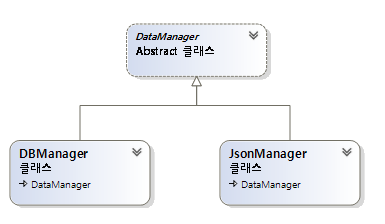 DataManager
Abstract 클래스
DBManager
클래스
DataManager
JsonManager
클래스
DataManager